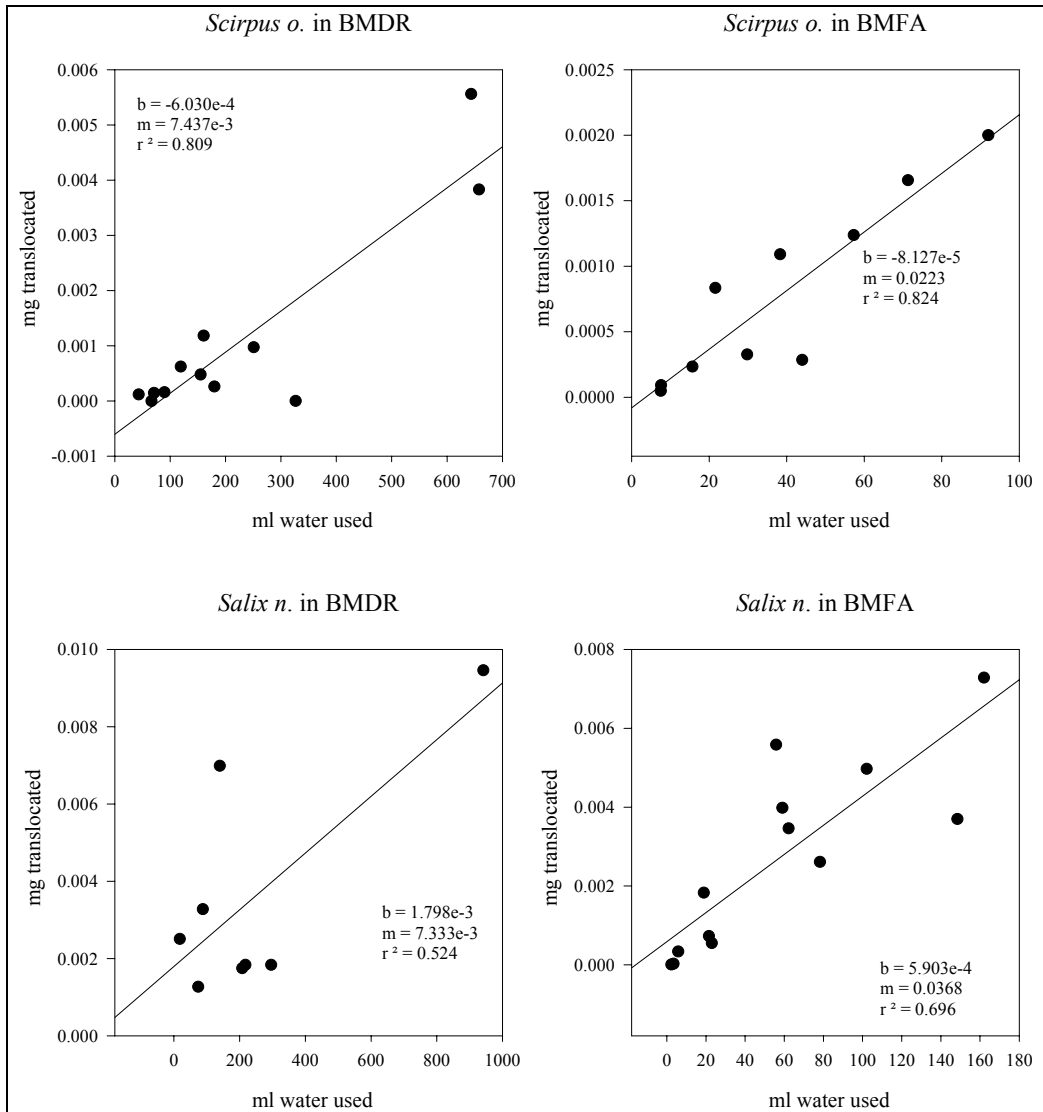 Scirpus o. in BMDR
0.006
0.005
0.004
0.003
0.002
0.001
0.000
-0.001
mg translocated
b = -6.030e-4
m = 7.437e-3
r ² = 0.809
0 100 200 300 400 500 600 700
ml water used
Scirpus o. in BMFA
0.0025
0.0020
0.0015
0.0010
0.0005
0.0000
mg translocated
b = -8.127e-5
m = 0.0223
r ² = 0.824
0 20 40 60 80 100
ml water used
Salix n. in BMDR
0.010
0.008
0.006
0.004
0.002
0.000
mg translocated
b = 1.798e-3
m = 7.333e-3
r ² = 0.524
0 200 400 600 800 1000
ml water used
Salix n. in BMFA
0.008
0.006
0.004
0.002
0.000
mg translocated
b = 5.903e-4
m = 0.0368
r ² = 0.696
0 20 40 60 80 100 120 140 160 180
ml water used